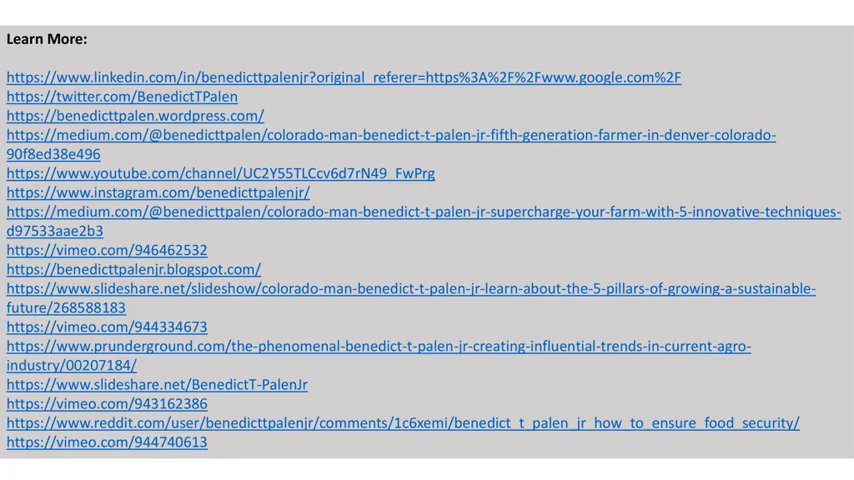 Learn More:
https://www.linkedin.com/in/benedicttpalenjr?original_referer=https%3A%2F%2Fwww.google.com%2F
https://twitter.com/BenedictTPalen
https://benedicttpalen.wordpress.com/
https://medium.com/@benedicttpalen/colorado-man-benedict-t-palen-jr-fifth-generation-farmer-in-denver-colorado-
90f8ed38e496
https://www.youtube.com/channel/UC2Y55TLCcv6d7rN49_FwPrg
https://www.instagram.com/benedicttpalenjr/
https://medium.com/@benedicttpalen/colorado-man-benedict-t-palen-jr-supercharge-your-farm-with-5-innovative-techniques-
d97533aae2b3
https://vimeo.com/946462532
https://benedicttpalenjr.blogspot.com/
https://www.slideshare.net/slideshow/colorado-man-benedict-t-palen-jr-learn-about-the-5-pillars-of-growing-a-sustainable-
future/268588183
https://vimeo.com/944334673
https://www.prunderground.com/the-phenomenal-benedict-t-palen-jr-creating-influential-trends-in-current-agro-
industry/00207184/
https://www.slideshare.net/BenedictT-PalenJr
https://vimeo.com/943162386
https://www.reddit.com/user/benedicttpalenjr/comments/1c6xemi/benedict_t_palen_jr_how_to_ensure_food_security/
https://vimeo.com/944740613